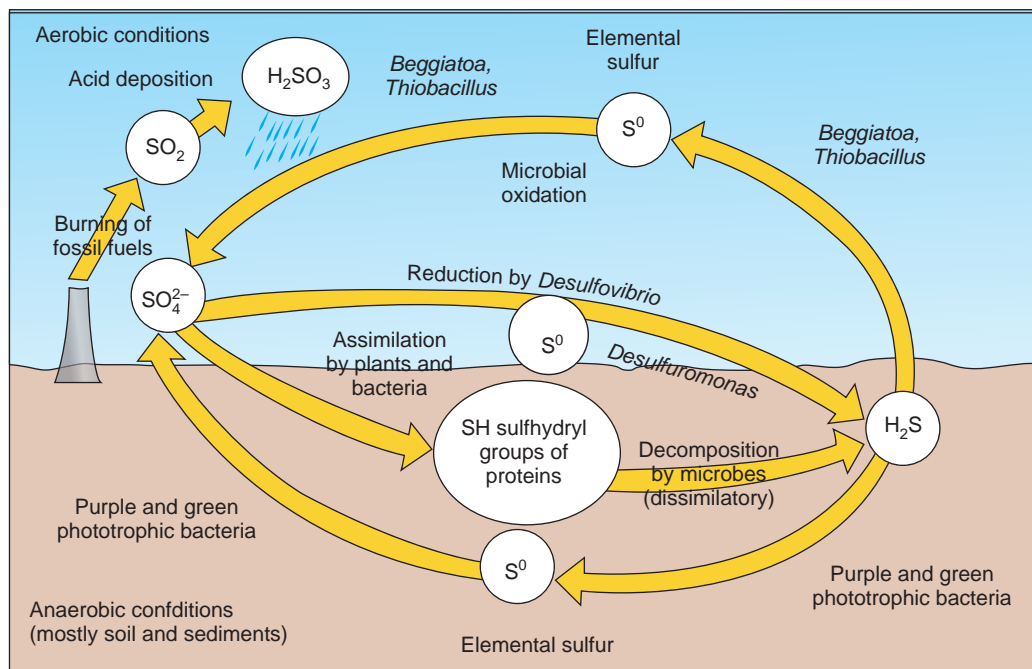 Aerobic conditions
Acid deposition
H₂SO₃
SO₂
Burning of
fossil fuels
Beggiatoa,
Thiobacillus
Elemental
sulfur
S⁰
Microbial
oxidation
Beggiatoa,
Thiobacillus
SO₄²⁻
Reduction by Desulfovibrio
S⁰
Desulfuromonas
Assimilation
by plants and
bacteria
SH sulfhydryl
groups of
proteins
Decomposition
by microbes
(dissimilatory)
H₂S
Purple and green
phototrophic bacteria
S⁰
Purple and green
phototrophic bacteria
Anaerobic confditions
(mostly soil and sediments)
Elemental sulfur